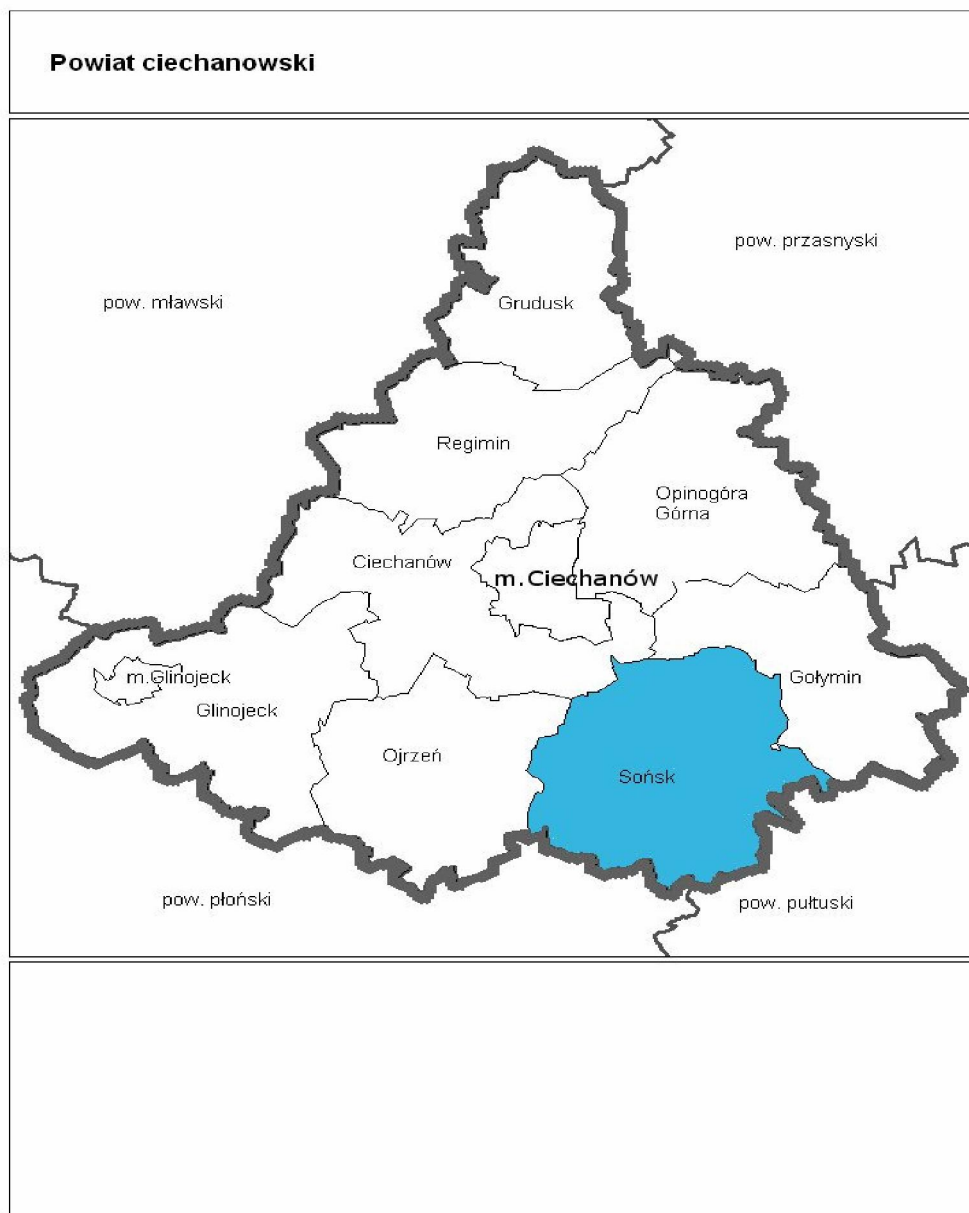 Powiat ciechanowski
pow. przasnyski
pow. mławski
Grudusk
Regimin
Opinogóra
Górna
Ciechanów
m.Ciechanów
m.Glinojeck
Gołymin
Glinojeck
Ojrzeń
Sońsk
pow. płoński
pow. pułtuski